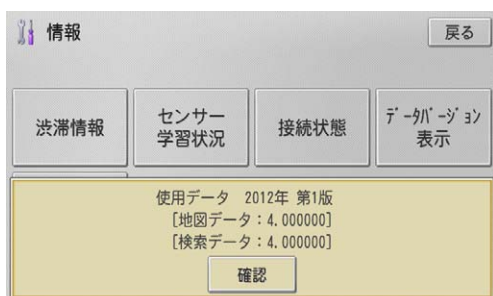 情報
戻る
渋滞情報
センサー
学習状況
接続状態
ﾃﾞｰﾀﾊﾞｰｼﾞｮﾝ
表示
使用データ　2012年 第1版
[地図データ：4.000000]
[検索データ：4.000000]
確認